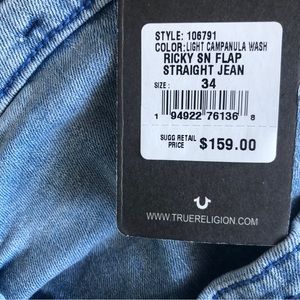 STYLE: 106791
COLOR:LIGHT CAMPANULA WASH
RICKY SN FLAP
STRAIGHT JEAN
SIZE: 34
1 94922 76136 8
SUGG RETAIL
PRICE $159.00
WWW.TRUERELIGION.COM